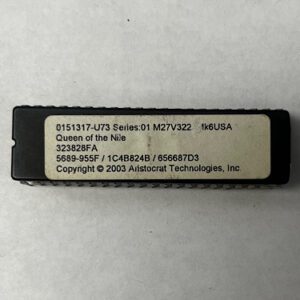 0151317-U73 Series:01 M27V322 Mk6USA
Queen of the Nile
323828FA
5689-955F / 1C4B824B / 656687D3
Copyright © 2003 Aristocrat Technologies, Inc